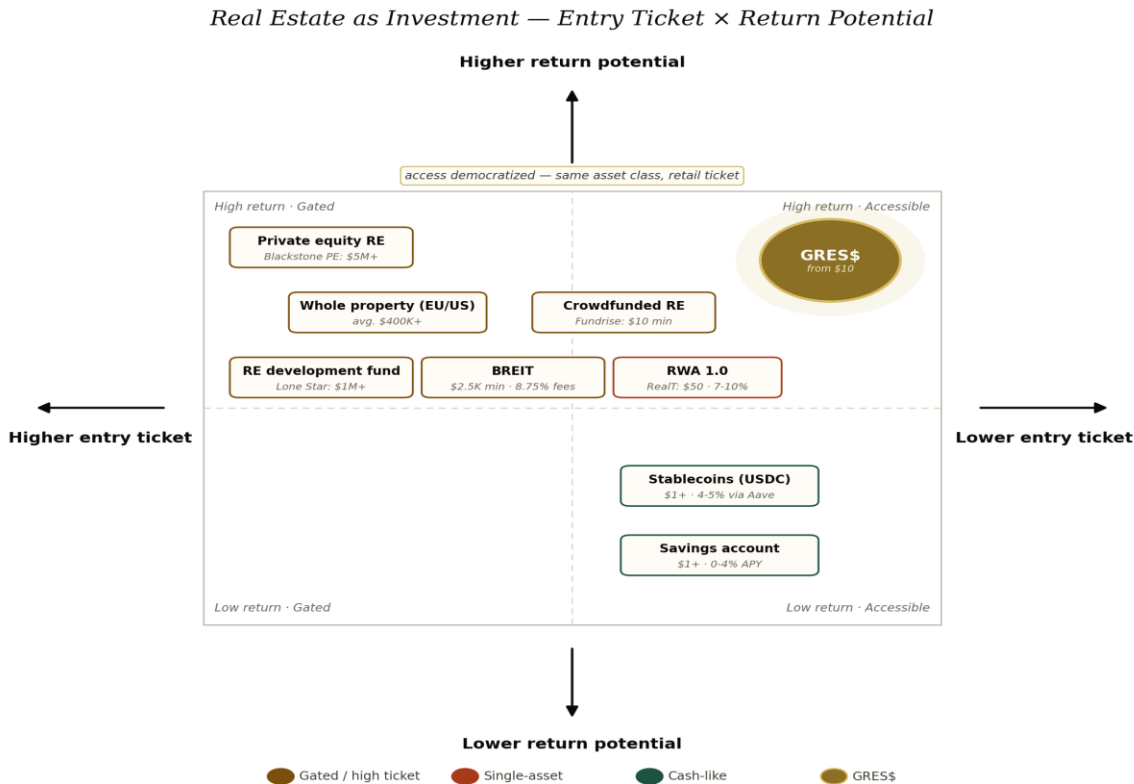 Real Estate as Investment — Entry Ticket × Return Potential
Higher return potential
access democratized — same asset class, retail ticket
High return · Gated
High return · Accessible
Private equity RE
Blackstone PE: $5M+
GRES$
from $10
Whole property (EU/US)
avg. $400K+
Crowdfunded RE
Fundrise: $10 min
RE development fund
Lone Star: $1M+
BREIT
$2.5K min · 8.75% fees
RWA 1.0
RealT: $50 · 7-10%
Higher entry ticket
Lower entry ticket
Stablecoins (USDC)
$1+ · 4-5% via Aave
Savings account
$1+ · 0-4% APY
Low return · Gated
Low return · Accessible
Lower return potential
Gated / high ticket
Single-asset
Cash-like
GRES$